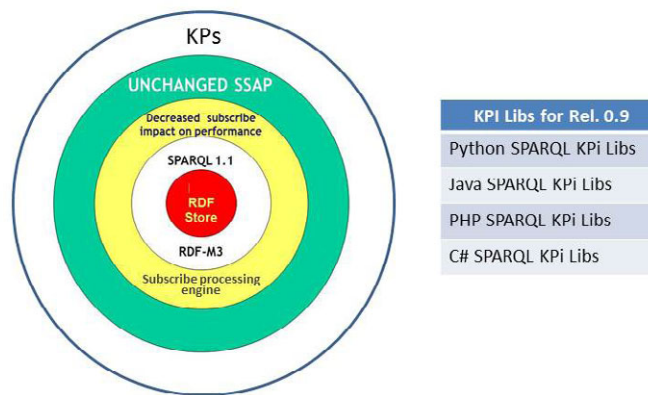 KPs
UNCHANGED SSAP
Decreased subscribe
impact on performance
SPARQL 1.1
RDF
Store
RDF-M3
Subscribe processing
engine
KPI Libs for Rel. 0.9
Python SPARQL KPi Libs
Java SPARQL KPi Libs
PHP SPARQL KPi Libs
C# SPARQL KPi Libs